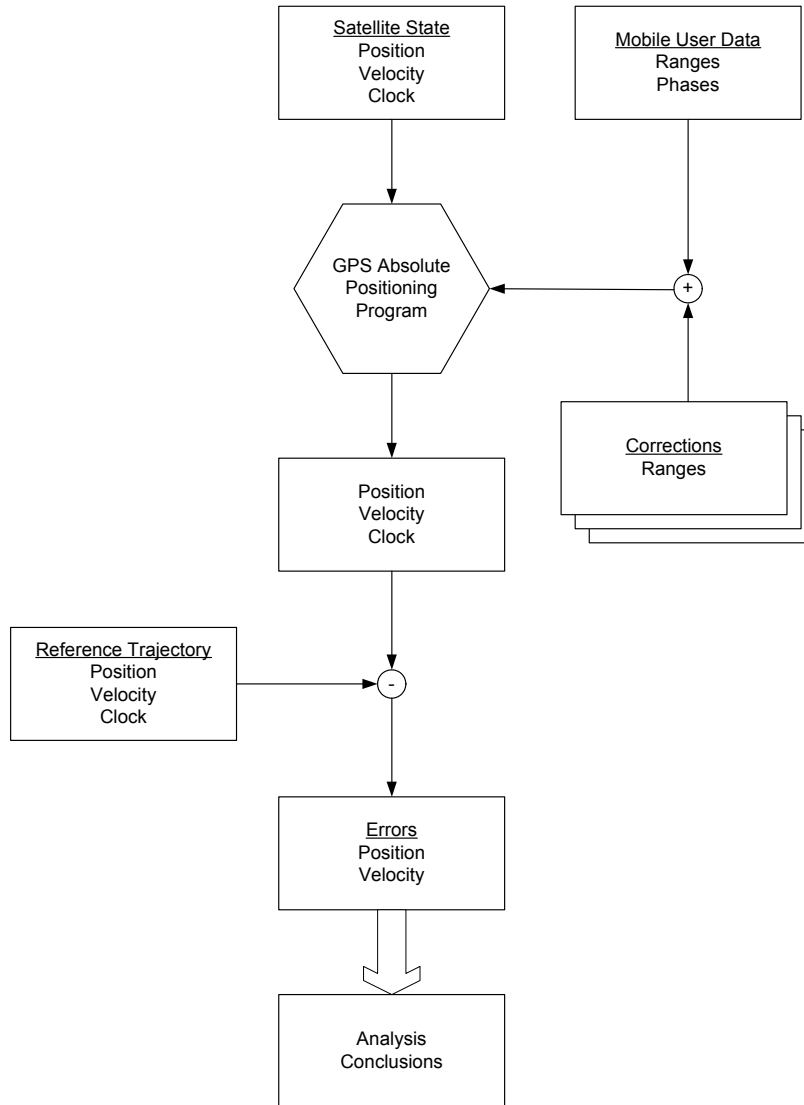 Satellite State
Position
Velocity
Clock
Mobile User Data
Ranges
Phases
GPS Absolute
Positioning
Program
+
Corrections
Ranges
Position
Velocity
Clock
Reference Trajectory
Position
Velocity
Clock
-
Errors
Position
Velocity
Analysis
Conclusions